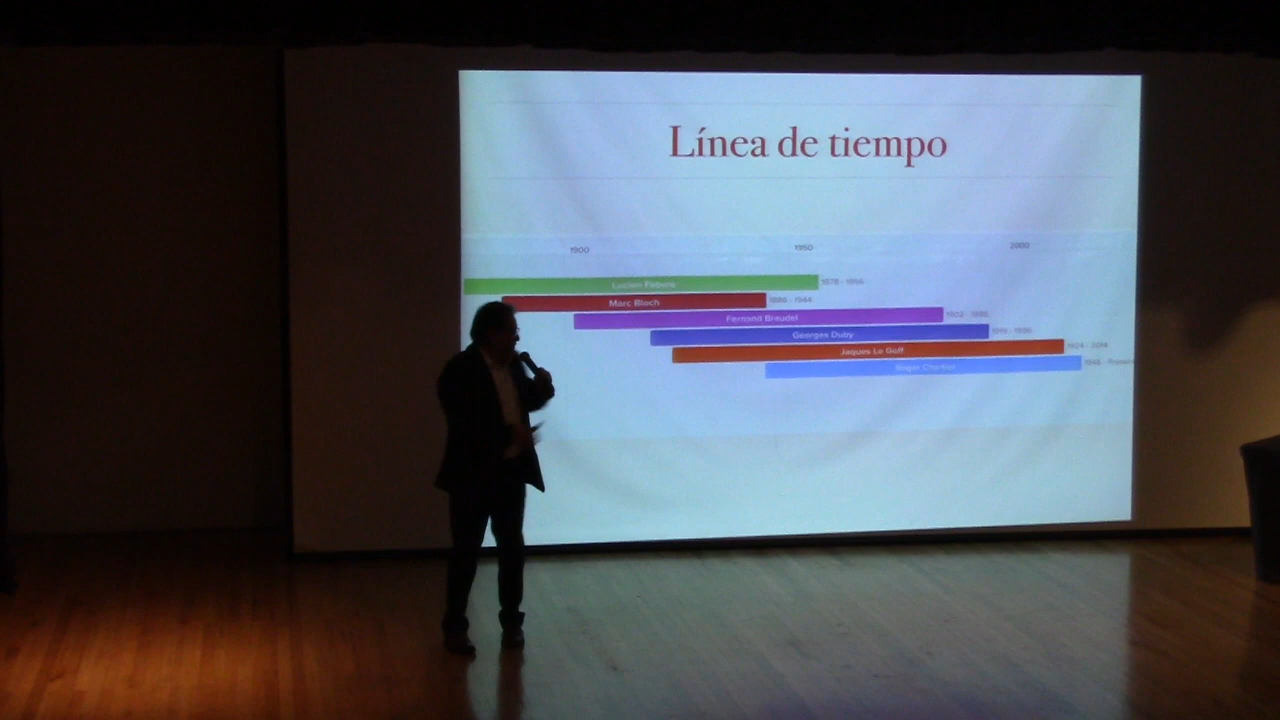 Línea de tiempo
1900 1950 2000
Lucien Febvre 1878 - 1956
Marc Bloch 1886 - 1944
Fernand Braudel 1902 -
Georges Duby 1919 - 1996
Jaques Le Goff 1924 - 2014
Roger Chartier 1945 - Present